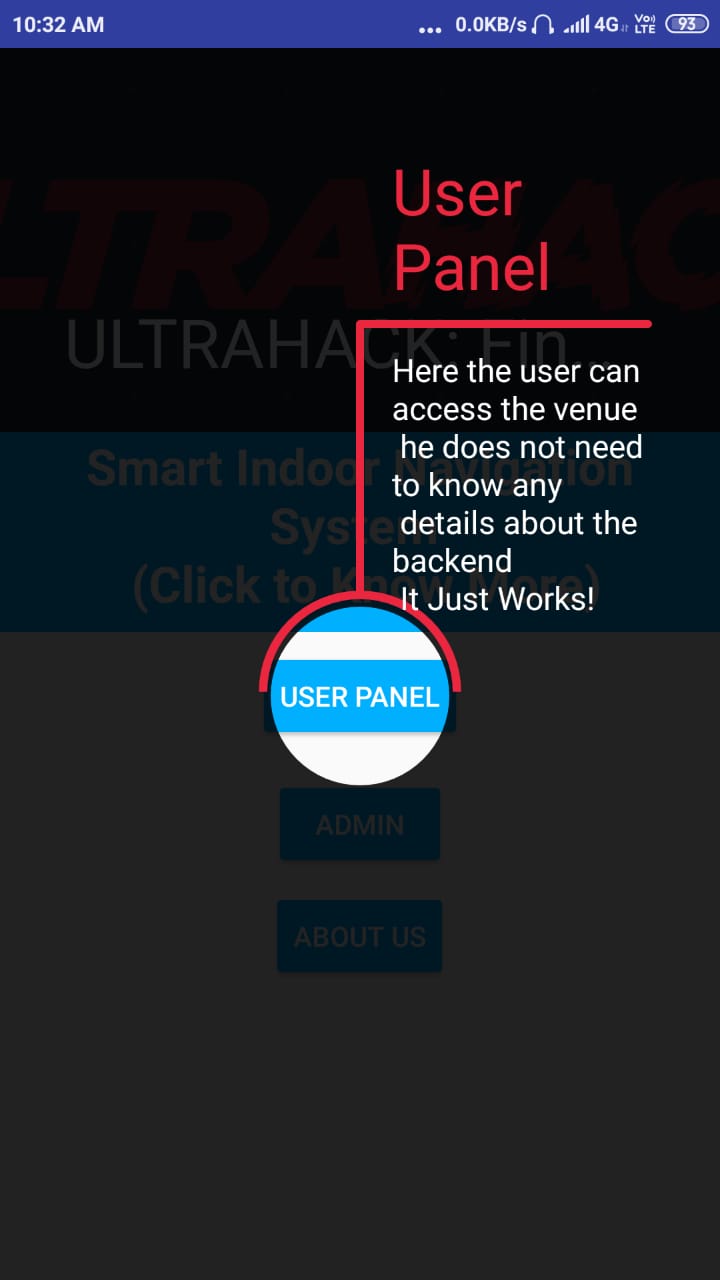 10:32 AM
... 0.0KB/s 4G Vo)) LTE 93
User
Panel
LTRAHAC
ULTRAHACK: Fin...
Here the user can
access the venue
he does not need
to know any
details about the
backend
It Just Works!
Smart Indoor Navigation
System
(Click to Know More)
USER PANEL
ADMIN
ABOUT US